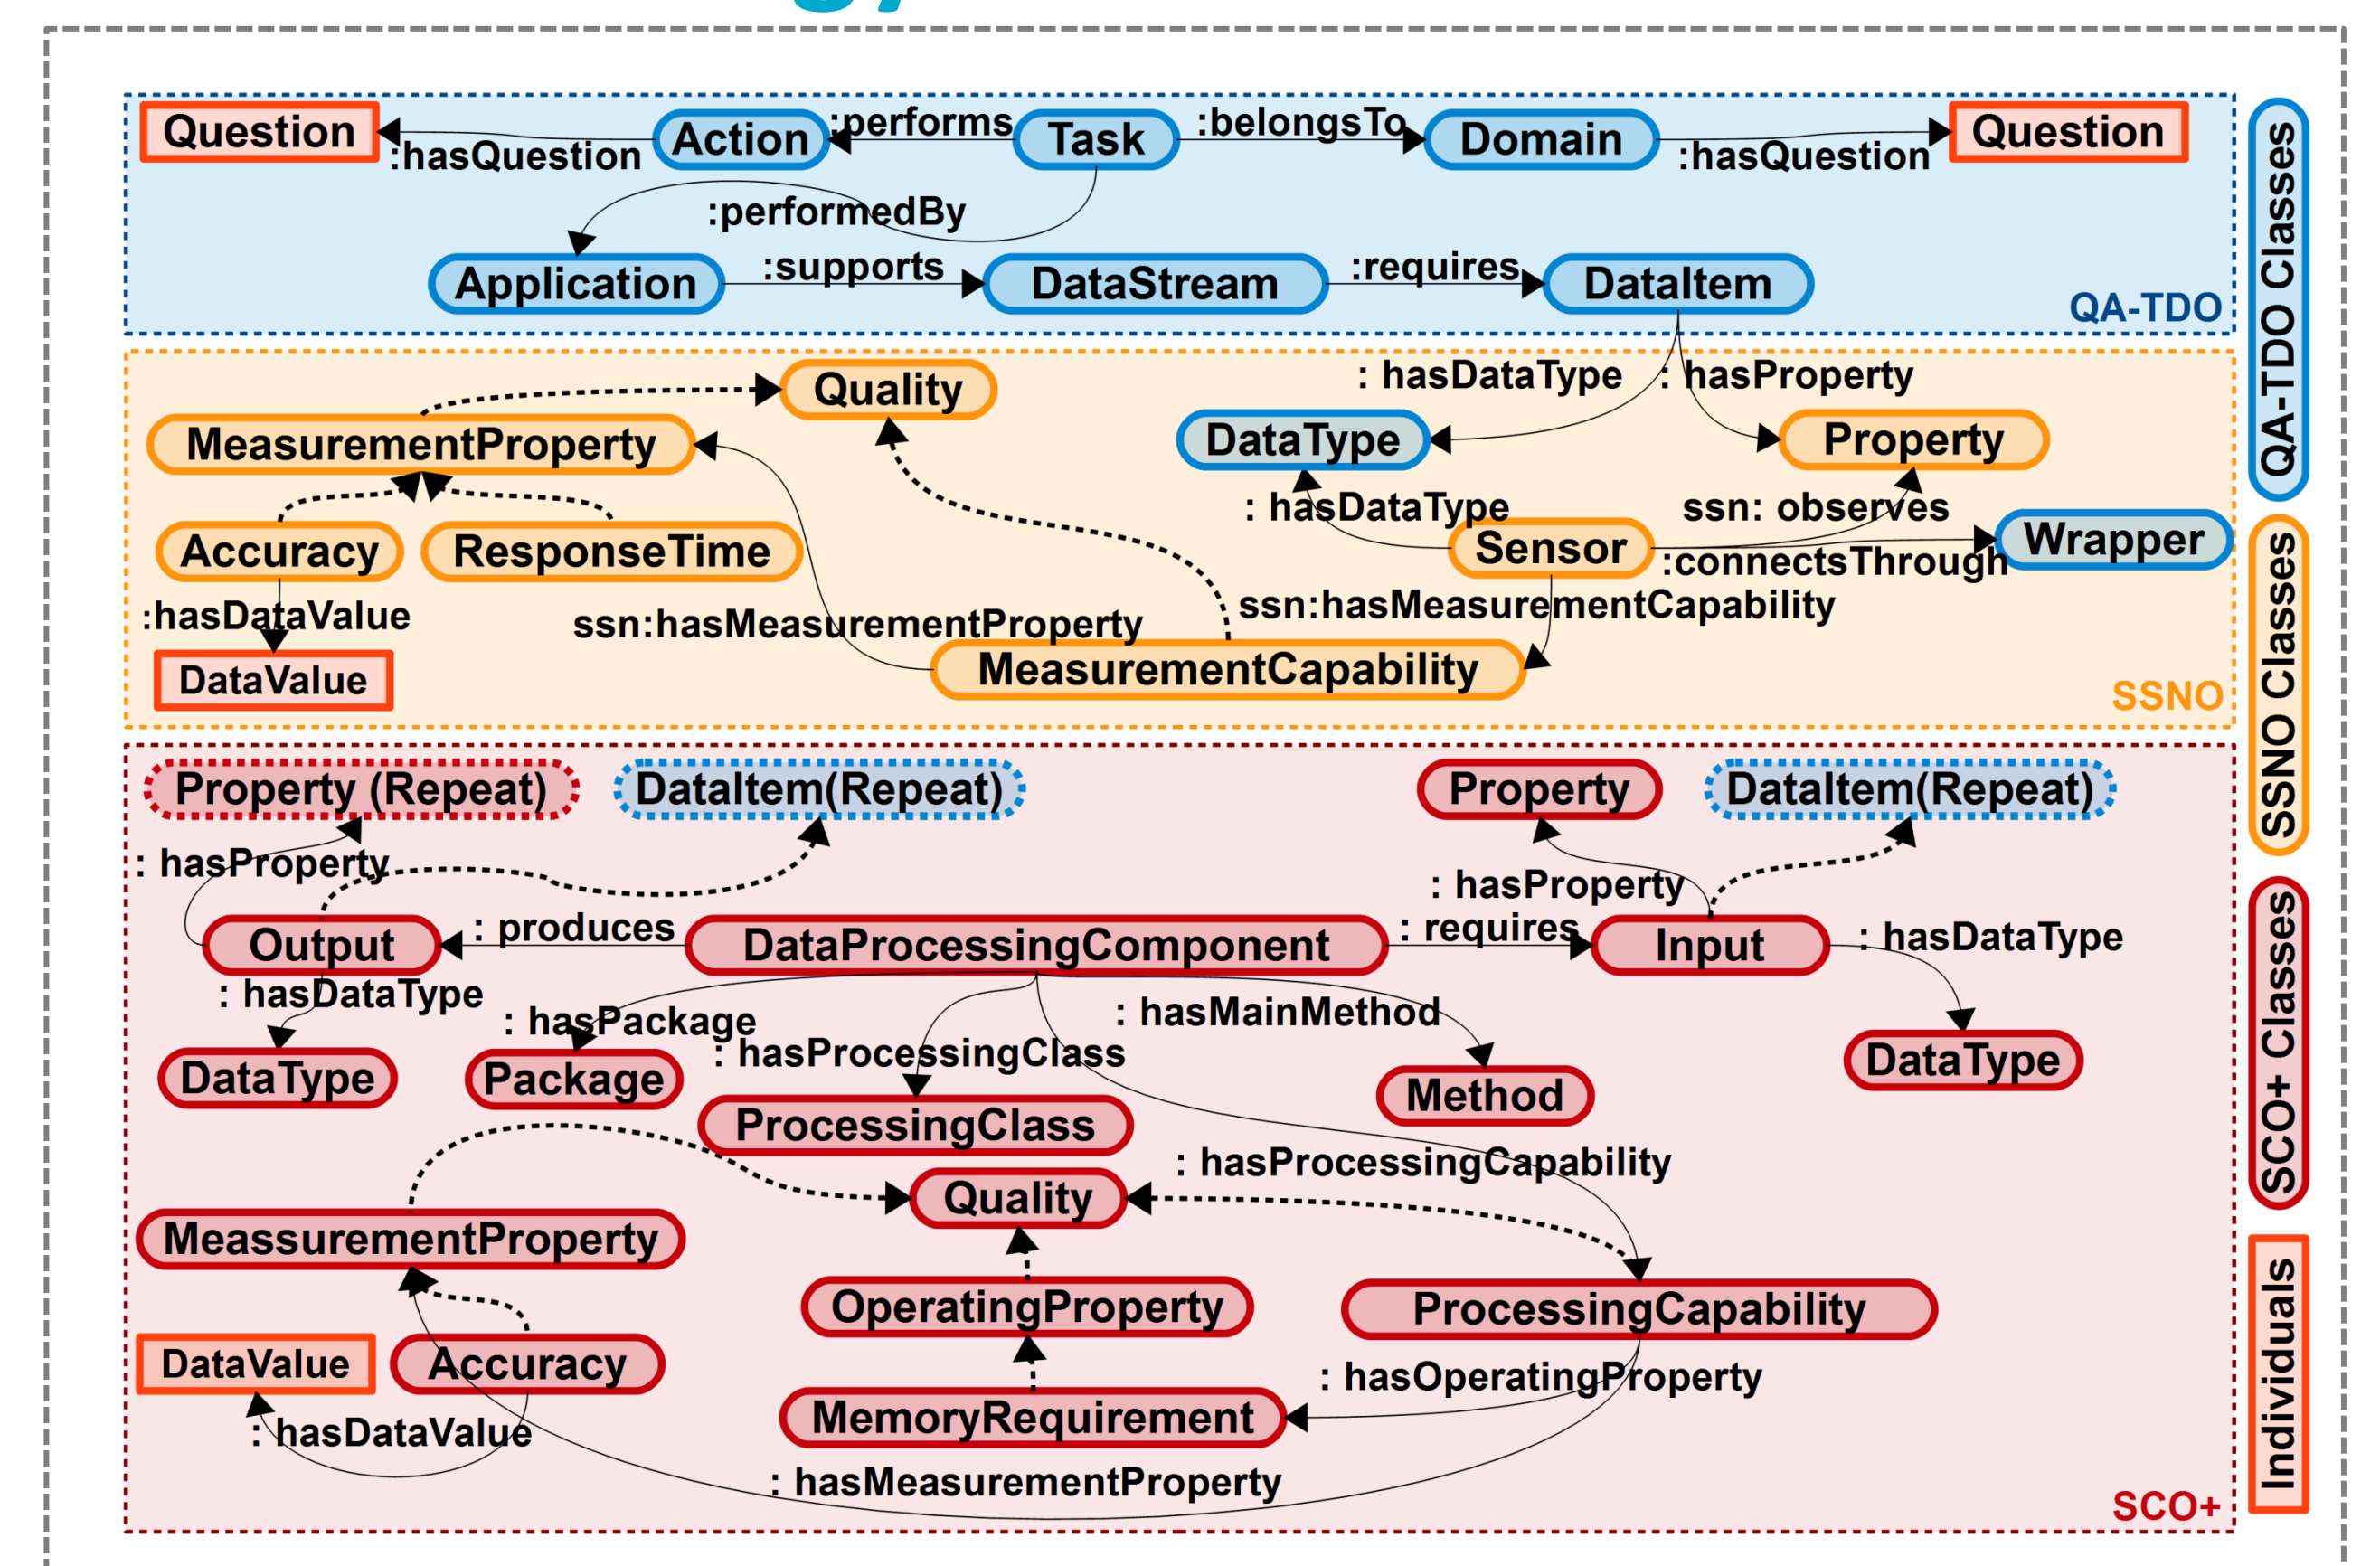 Question
:hasQuestion
Action
:performs
Task
:belongsTo
Domain
:hasQuestion
Question
:performedBy
Application
:supports
DataStream
:requires
DataItem
QA-TDO
QA-TDO Classes
Quality
: hasDataType
: hasProperty
MeasurementProperty
DataType
Property
: hasDataType
ssn: observes
Accuracy
ResponseTime
Sensor
Wrapper
:connectsThrough
:hasDataValue
ssn:hasMeasurementProperty
ssn:hasMeasurementCapability
DataValue
MeasurementCapability
SSNO
SSNO Classes
Property (Repeat)
DataItem(Repeat)
Property
DataItem(Repeat)
: hasProperty
: hasProperty
Output
: produces
DataProcessingComponent
: requires
Input
: hasDataType
: hasDataType
: hasPackage
: hasMainMethod
: hasProcessingClass
DataType
Package
Method
DataType
ProcessingClass
: hasProcessingCapability
Quality
MeassurementProperty
OperatingProperty
ProcessingCapability
DataValue
Accuracy
: hasOperatingProperty
MemoryRequirement
: hasDataValue
: hasMeasurementProperty
SCO+
SCO+ Classes
Individuals